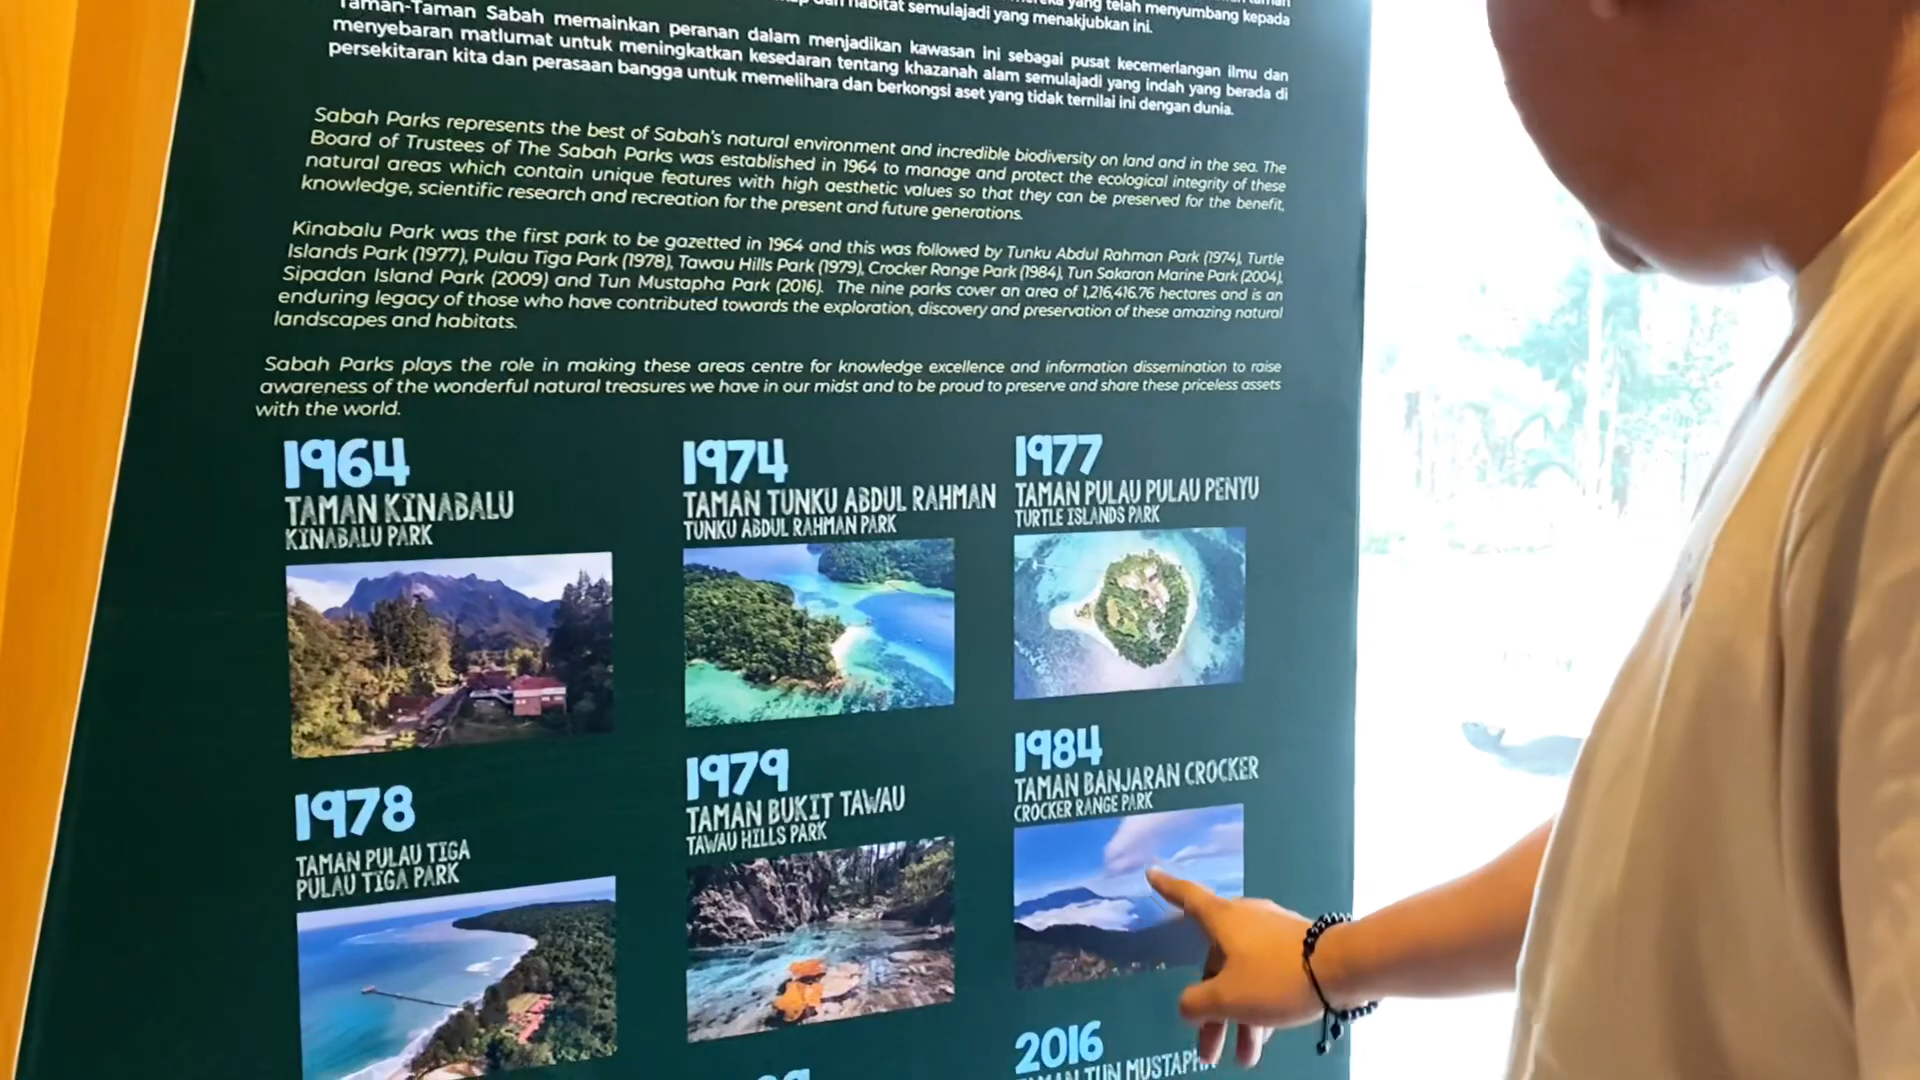 yang telah menyumbang kepada
habitat semulajadi yang menakjubkan ini.
Taman-Taman Sabah memainkan peranan dalam menjadikan kawasan ini sebagai pusat kecemerlangan ilmu dan
menyebaran matlumat untuk meningkatkan kesedaran tentang khazanah alam semulajadi yang indah yang berada di
persekitaran kita dan perasaan bangga untuk memelihara dan berkongsi aset yang tidak ternilai ini dengan dunia.
Sabah Parks represents the best of Sabah's natural environment and incredible biodiversity on land and in the sea. The
Board of Trustees of The Sabah Parks was established in 1964 to manage and protect the ecological integrity of these
natural areas which contain unique features with high aesthetic values so that they can be preserved for the benefit,
knowledge, scientific research and recreation for the present and future generations.
Kinabalu Park was the first park to be gazetted in 1964 and this was followed by Tunku Abdul Rahman Park (1974), Turtle
Islands Park (1977), Pulau Tiga Park (1978), Tawau Hills Park (1979), Crocker Range Park (1984), Tun Sakaran Marine Park (2004),
Sipadan Island Park (2009) and Tun Mustapha Park (2016). The nine parks cover an area of 1,216,416.76 hectares and is an
enduring legacy of those who have contributed towards the exploration, discovery and preservation of these amazing natural
landscapes and habitats.
Sabah Parks plays the role in making these areas centre for knowledge excellence and information dissemination to raise
awareness of the wonderful natural treasures we have in our midst and to be proud to preserve and share these priceless assets
with the world.
1964
TAMAN KINABALU
KINABALU PARK
1974
TAMAN TUNKU ABDUL RAHMAN
TUNKU ABDUL RAHMAN PARK
1977
TAMAN PULAU PULAU PENYU
TURTLE ISLANDS PARK
1978
TAMAN PULAU TIGA
PULAU TIGA PARK
1979
TAMAN BUKIT TAWAU
TAWAU HILLS PARK
1984
TAMAN BANJARAN CROCKER
CROCKER RANGE PARK
2016
TAMAN TUN MUSTAPHA